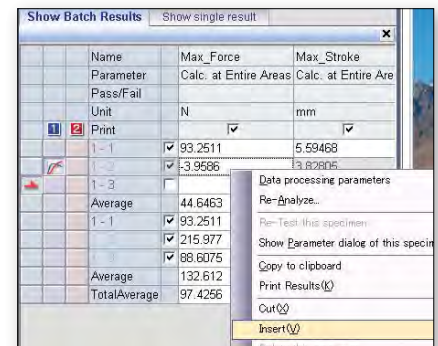 Show Batch Results Show single result
Name Max_Force Max_Stroke
Parameter Calc. at Entire Areas Calc. at Entire Are
Pass/Fail
Unit N mm
1 2 Print
1 - 1 93.2511 5.59468
1 - 2 -3.9586 3.82805
1 - 3
Average 44.6463
1 - 1 93.2511
215.977
88.6075
Average 132.612
TotalAverage 97.4256
Data processing parameters
Re-Analyze...
Re-Test this specimen
Show Parameter dialog of this specim
Copy to clipboard
Print Results(K)
Cut(X)
Insert(V)